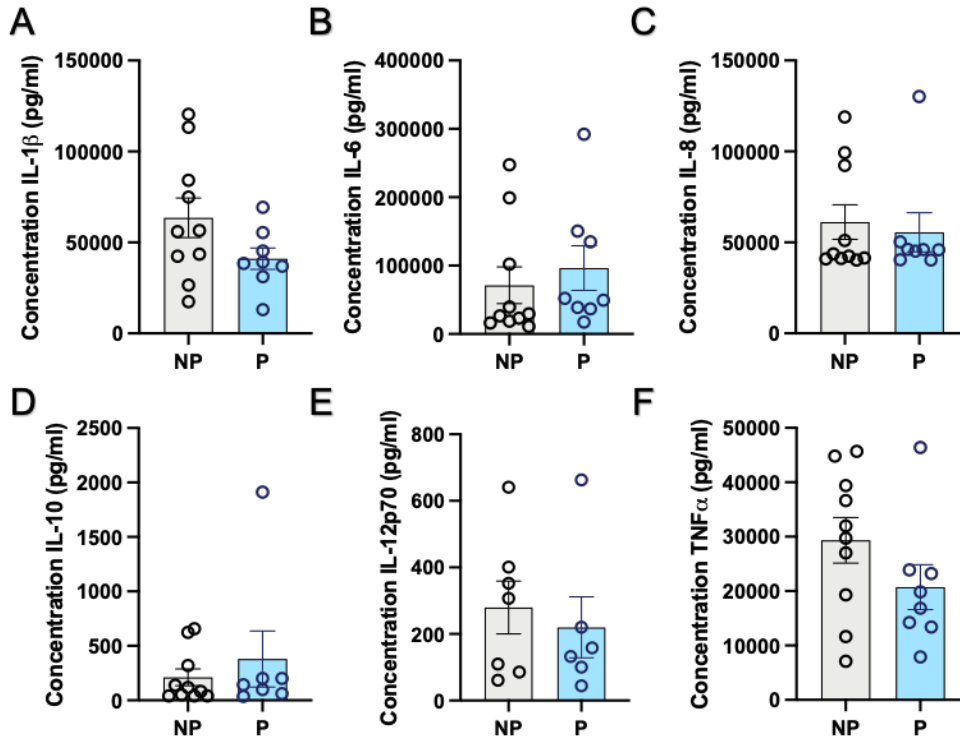 A
Concentration IL-1β (pg/ml)
150000
100000
50000
0
NP
P
B
Concentration IL-6 (pg/ml)
400000
300000
200000
100000
0
NP
P
C
Concentration IL-8 (pg/ml)
150000
100000
50000
0
NP
P
D
Concentration IL-10 (pg/ml)
2500
2000
1500
1000
500
0
NP
P
E
Concentration IL-12p70 (pg/ml)
800
600
400
200
0
NP
P
F
Concentration TNFα (pg/ml)
50000
40000
30000
20000
10000
0
NP
P